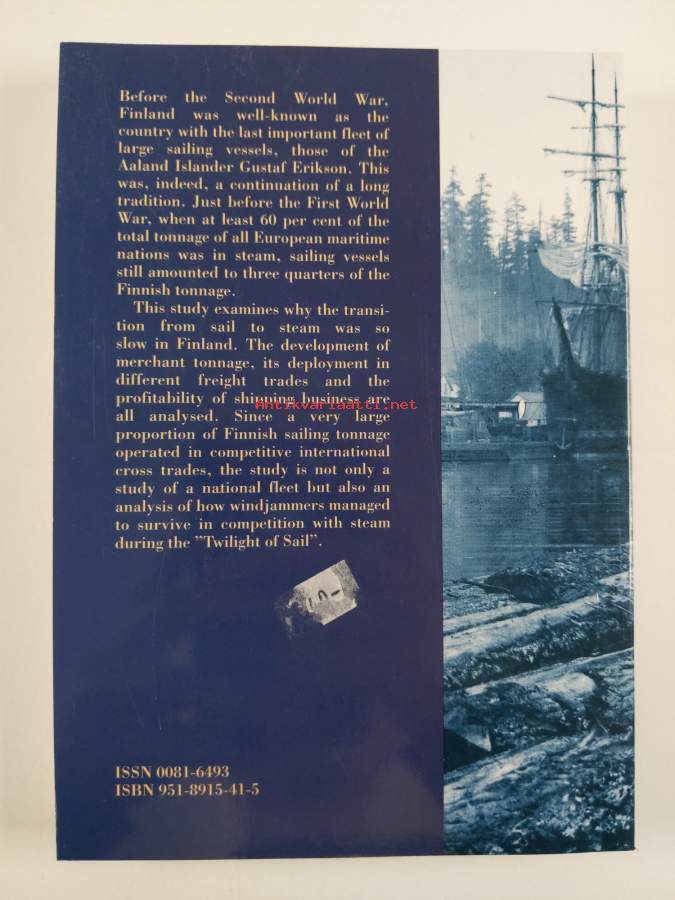 Before the Second World War,
Finland was well-known as the
country with the last important fleet of
large sailing vessels, those of the
Aaland Islander Gustaf Erikson. This
was, indeed, a continuation of a long
tradition. Just before the First World
War, when at least 60 per cent of the
total tonnage of all European maritime
nations was in steam, sailing vessels
still amounted to three quarters of the
Finnish tonnage.
This study examines why the transi-
tion from sail to steam was so
slow in Finland. The development of
merchant tonnage, its deployment in
different freight trades and the
profitability of shipping business are
Antikvariaatti.net
all analysed. Since a very large
proportion of Finnish sailing tonnage
operated in competitive international
cross trades, the study is not only a
study of a national fleet but also an
analysis of how windjammers managed
to survive in competition with steam
during the ”Twilight of Sail”.
ISSN 0081-6493
ISBN 951-8915-41-5